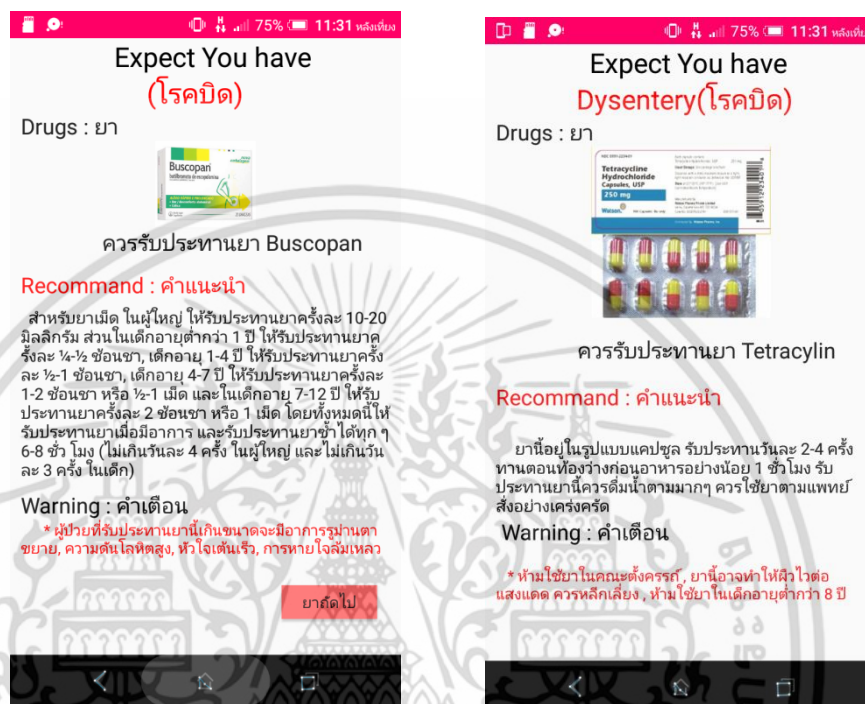 75% 11:31 หลังเที่ยง
Expect You have
(โรคบิด)
Drugs : ยา
Buscopan
ควรรับประทานยา Buscopan
Recommand : คำแนะนำ
สำหรับยาเม็ด ในผู้ใหญ่ ให้รับประทานยาครั้งละ 10-20
มิลลิกรัม ส่วนในเด็กอายุต่ำกว่า 1 ปี ให้รับประทานยาค
รั้งละ ¼-½ ช้อนชา, เด็กอายุ 1-4 ปี ให้รับประทานยาครั้ง
ละ ½-1 ช้อนชา, เด็กอายุ 4-7 ปี ให้รับประทานยาครั้งละ
1-2 ช้อนชา หรือ ½-1 เม็ด และในเด็กอายุ 7-12 ปี ให้รับ
ประทานยาครั้งละ 2 ช้อนชา หรือ 1 เม็ด โดยทั้งหมดนี้ให้
รับประทานยาเมื่อมีอาการ และรับประทานยาซ้ำได้ทุก ๆ
6-8 ชั่ว โมง (ไม่เกินวันละ 4 ครั้ง ในผู้ใหญ่ และไม่เกินวัน
ละ 3 ครั้ง ในเด็ก)
Warning : คำเตือน
* ผู้ป่วยที่รับประทานยานี้เกินขนาดจะมีอาการรูม่านตา
ขยาย, ความดันโลหิตสูง, หัวใจเต้นเร็ว, การหายใจล้มเหลว
ยาถัดไป
75% 11:31 หลังเที่ยง
Expect You have
Dysentery(โรคบิด)
Drugs : ยา
Tetracycline
Hydrochloride
Capsules, USP
250 mg
Watson
ควรรับประทานยา Tetracylin
Recommand : คำแนะนำ
ยานี้อยู่ในรูปแบบแคปซูล รับประทานวันละ 2-4 ครั้ง
ทานตอนท้องว่างก่อนอาหารอย่างน้อย 1 ชั่วโมง รับ
ประทานยานี้ควรดื่มน้ำตามมากๆ ควรใช้ยาตามแพทย์
สั่งอย่างเคร่งครัด
Warning : คำเตือน
* ห้ามใช้ยาในคณะตั้งครรถ์ , ยานี้อาจทำให้ผิวไวต่อ
แสงแดด ควรหลีกเลี่ยง , ห้ามใช้ยาในเด็กอายุต่ำกว่า 8 ปี